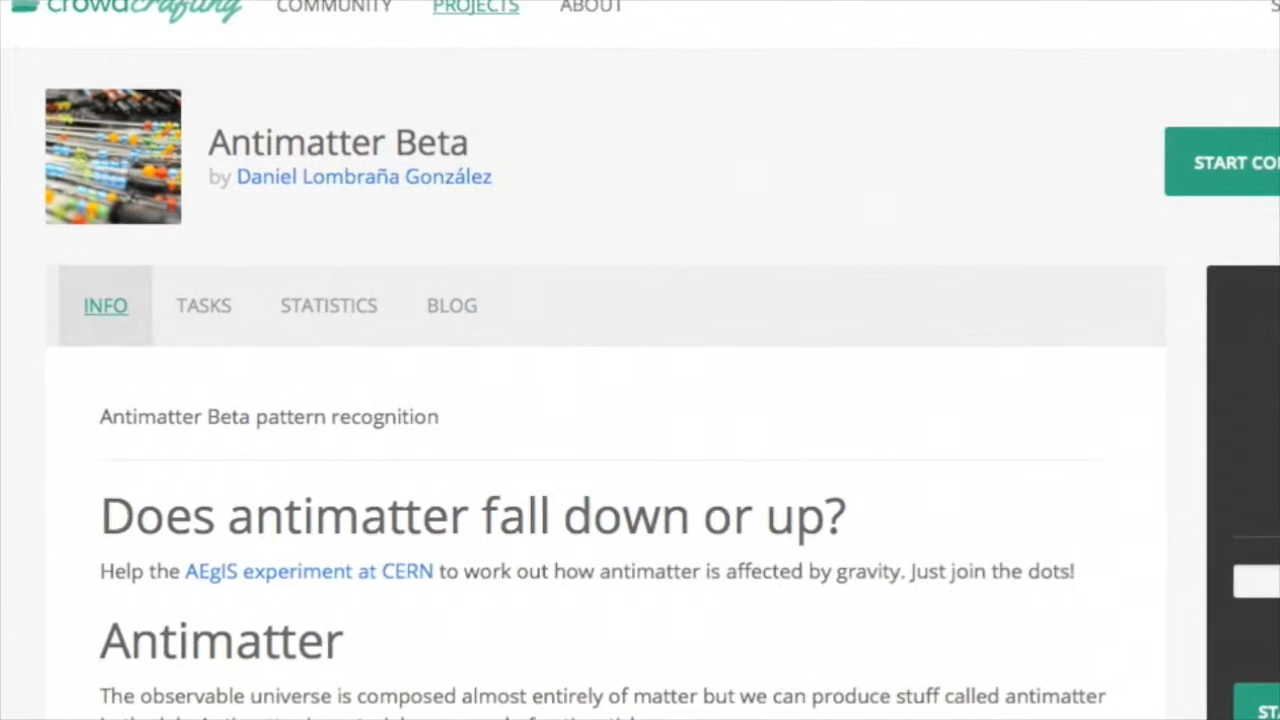 crowdcrafting COMMUNITY PROJECTS ABOUT
Antimatter Beta
by Daniel Lombraña González
START
INFO TASKS STATISTICS BLOG
Antimatter Beta pattern recognition
Does antimatter fall down or up?
Help the AEgIS experiment at CERN to work out how antimatter is affected by gravity. Just join the dots!
Antimatter
The observable universe is composed almost entirely of matter but we can produce stuff called antimatter